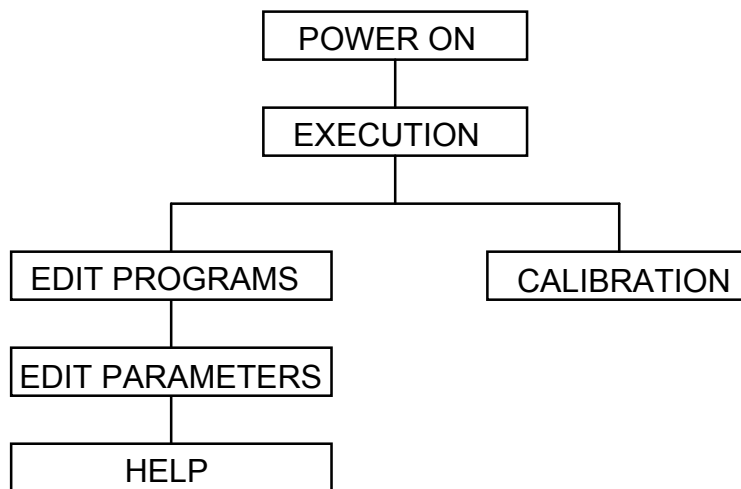 POWER ON
EXECUTION
EDIT PROGRAMS
CALIBRATION
EDIT PARAMETERS
HELP